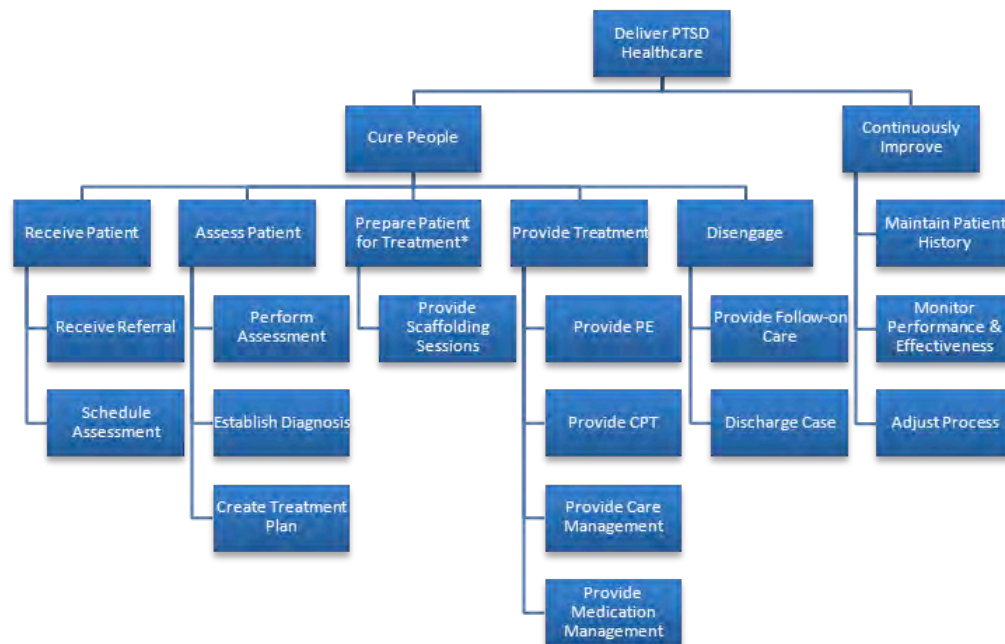 Deliver PTSD
Healthcare
Cure People
Continuously
Improve
Receive Patient
Assess Patient
Prepare Patient
for Treatment*
Provide Treatment
Disengage
Maintain Patient
History
Receive Referral
Perform
Assessment
Provide
Scaffolding
Sessions
Provide PE
Provide Follow-on
Care
Monitor
Performance &
Effectiveness
Schedule
Assessment
Establish Diagnosis
Provide CPT
Discharge Case
Adjust Process
Create Treatment
Plan
Provide Care
Management
Provide
Medication
Management